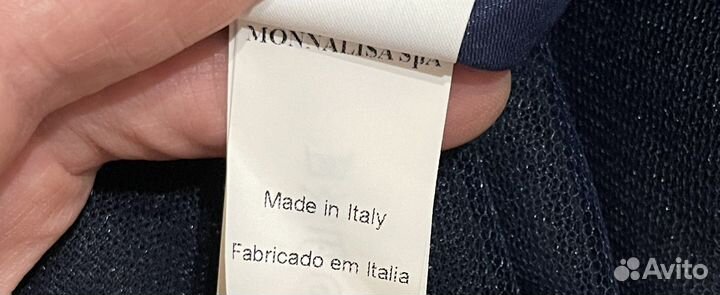 MONNALISA SpA
Made in Italy
Fabricado em Italia
Avito